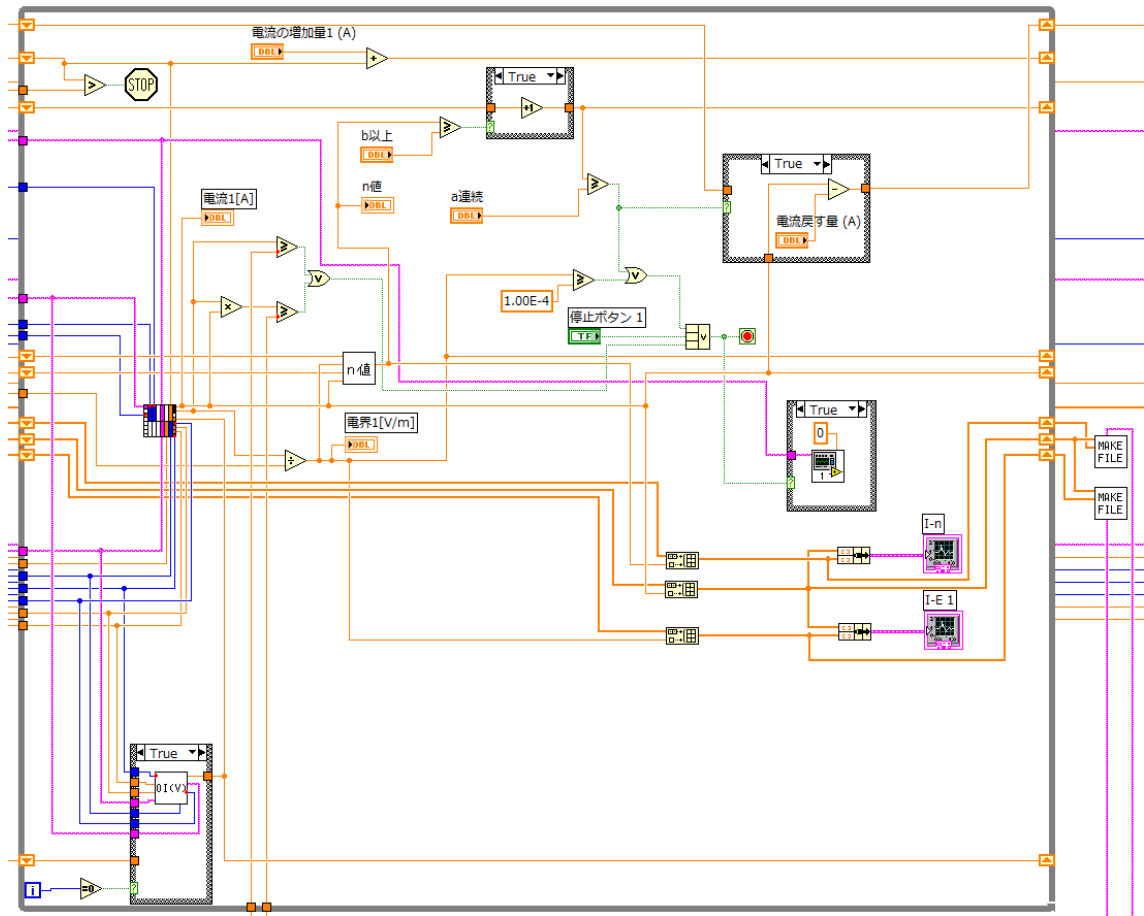 電流の増加量1 (A)
DBL
+
>
STOP
True
+1
b以上
DBL
n値
DBL
a連続
DBL
True
電流戻す量 (A)
DBL
電流1[A]
DBL
1.00E-4
停止ボタン 1
TF
n値
電界1[V/m]
DBL
True
0
1
MAKE
FILE
MAKE
FILE
I-n
I-E 1
True
0I(V)
i
=0